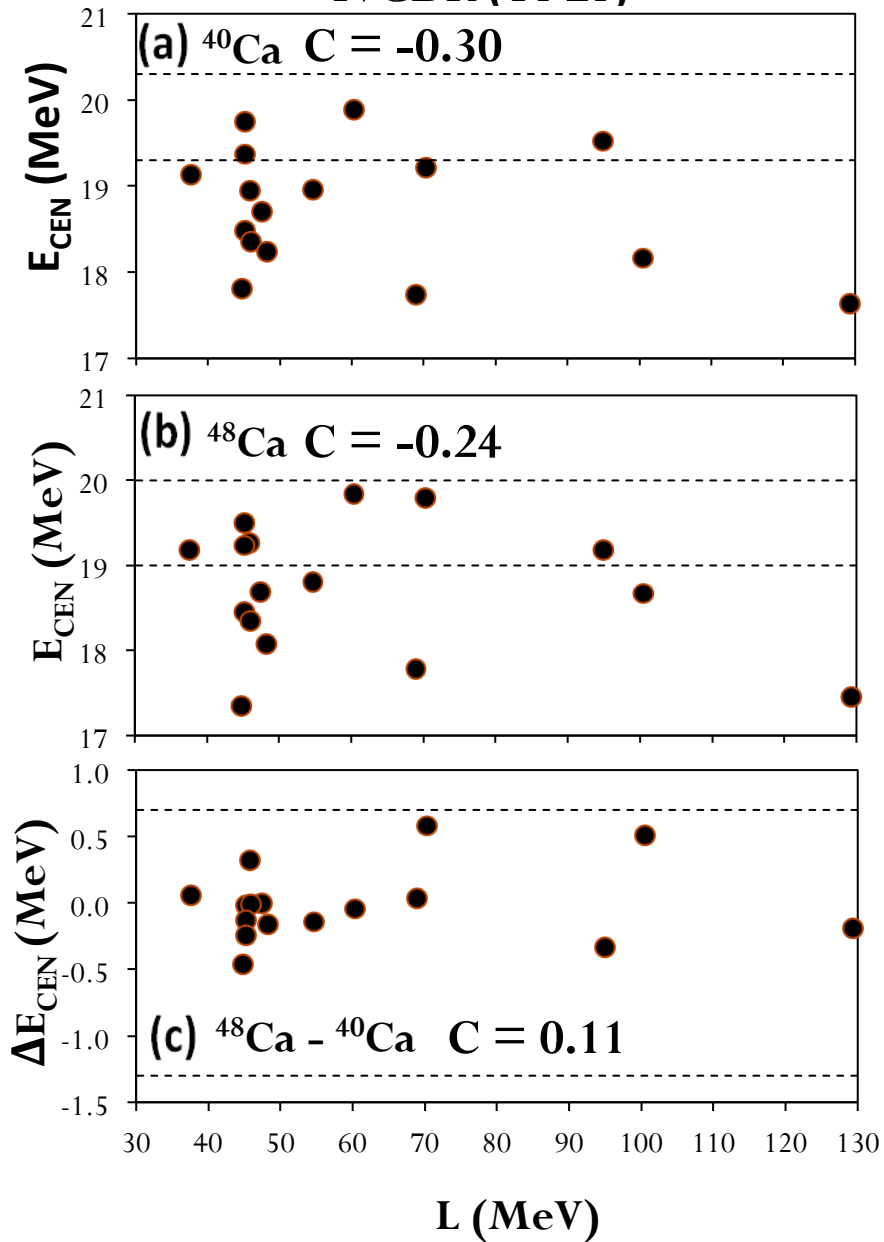 21
(a) ⁴⁰Ca C = -0.30
20
19
18
17
E_CEN (MeV)
21
(b) ⁴⁸Ca C = -0.24
20
19
18
17
E_CEN (MeV)
1.0
0.5
0.0
-0.5
-1.0
-1.5
ΔE_CEN (MeV)
(c) ⁴⁸Ca - ⁴⁰Ca C = 0.11
30 40 50 60 70 80 90 100 110 120 130
L (MeV)